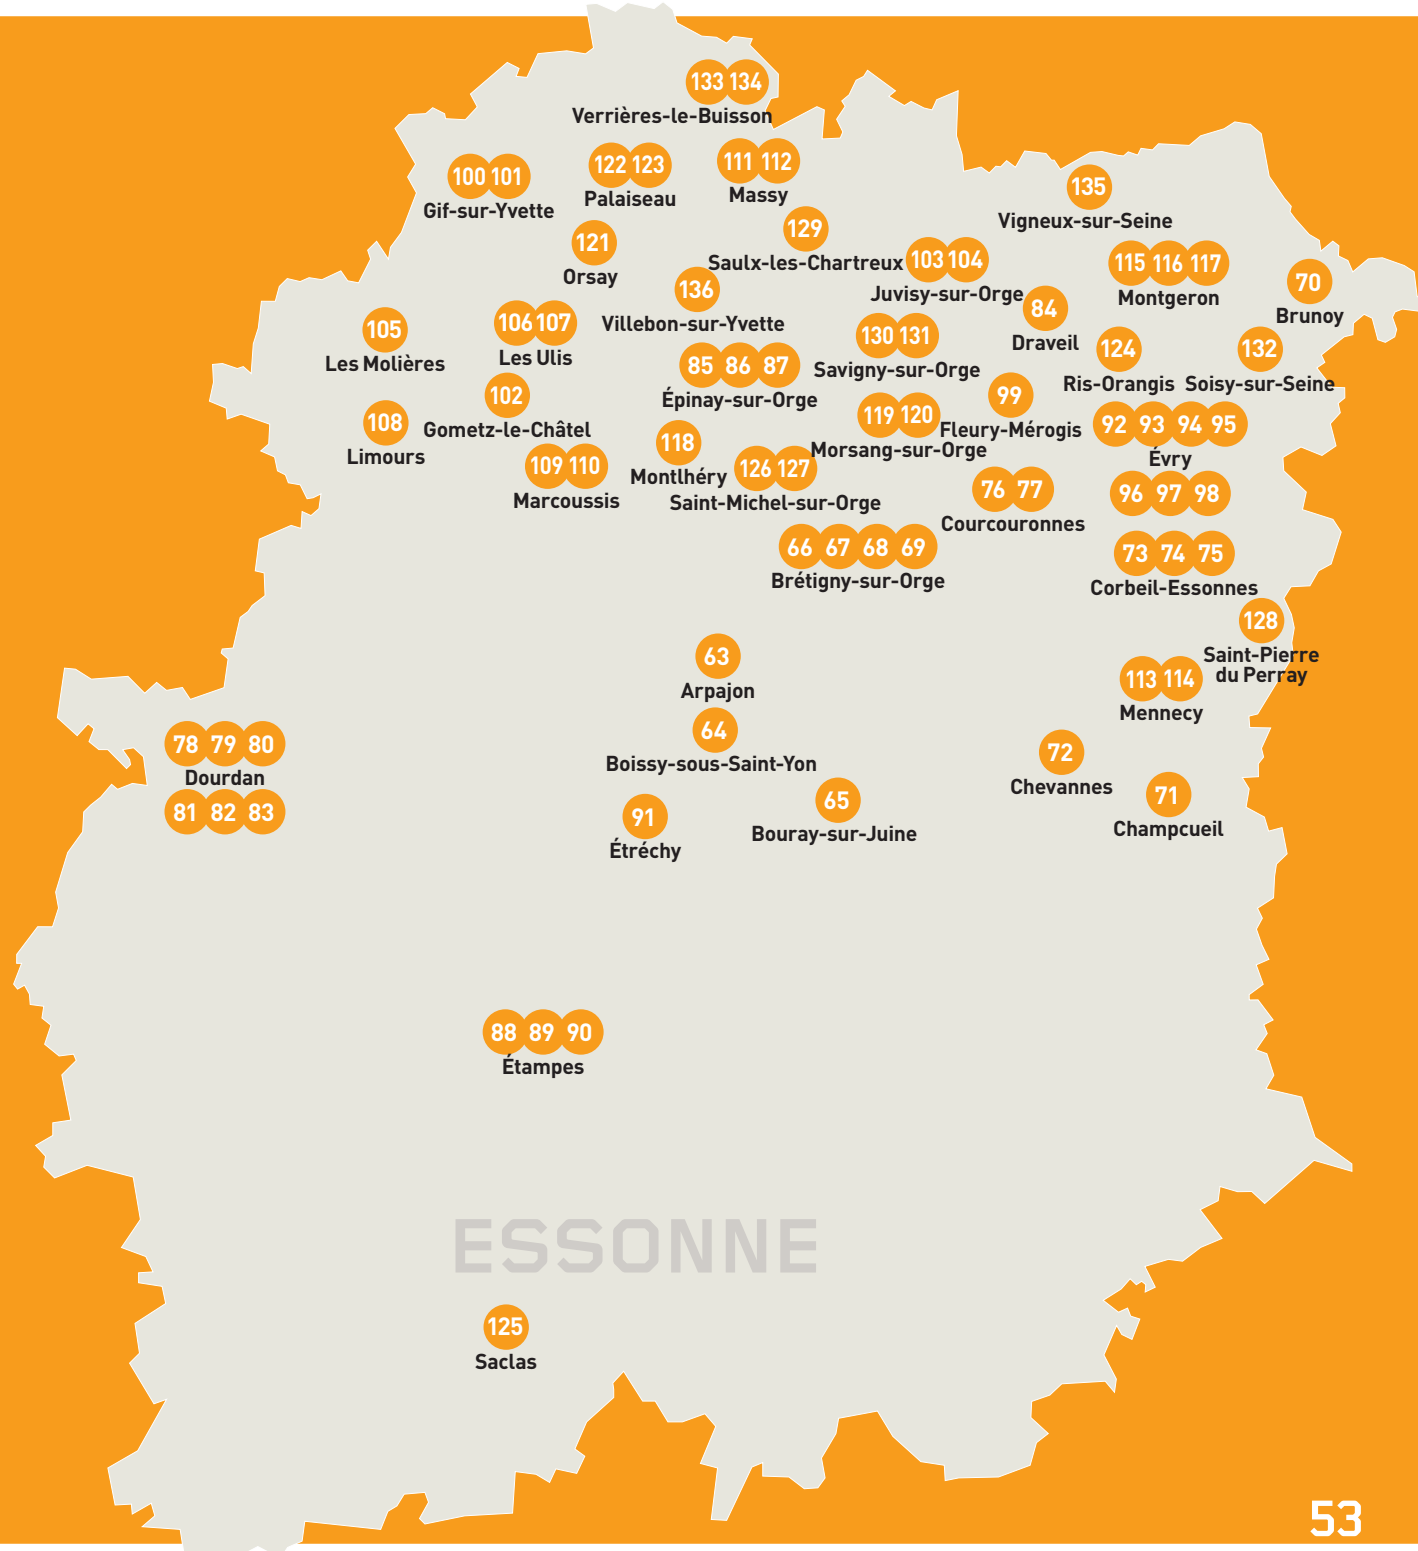 133 134
Verrières-le-Buisson
100 101
Gif-sur-Yvette
122 123
Palaiseau
111 112
Massy
135
Vigneux-sur-Seine
121
Orsay
129
Saulx-les-Chartreux
103 104
Juvisy-sur-Orge
115 116 117
Montgeron
70
Brunoy
136
Villebon-sur-Yvette
84
Draveil
105
Les Molières
106 107
Les Ulis
130 131
Savigny-sur-Orge
124
Ris-Orangis
132
Soisy-sur-Seine
85 86 87
Épinay-sur-Orge
102
Gometz-le-Châtel
99
Fleury-Mérogis
108
Limours
119 120
Morsang-sur-Orge
92 93 94 95
Évry
96 97 98
118
Montlhéry
109 110
Marcoussis
126 127
Saint-Michel-sur-Orge
76 77
Courcouronnes
66 67 68 69
Brétigny-sur-Orge
73 74 75
Corbeil-Essonnes
128
Saint-Pierre
du Perray
63
Arpajon
113 114
Mennecy
64
Boissy-sous-Saint-Yon
78 79 80
Dourdan
81 82 83
72
Chevannes
71
Champcueil
65
Bouray-sur-Juine
91
Étréchy
88 89 90
Étampes
ESSONNE
125
Saclas
53